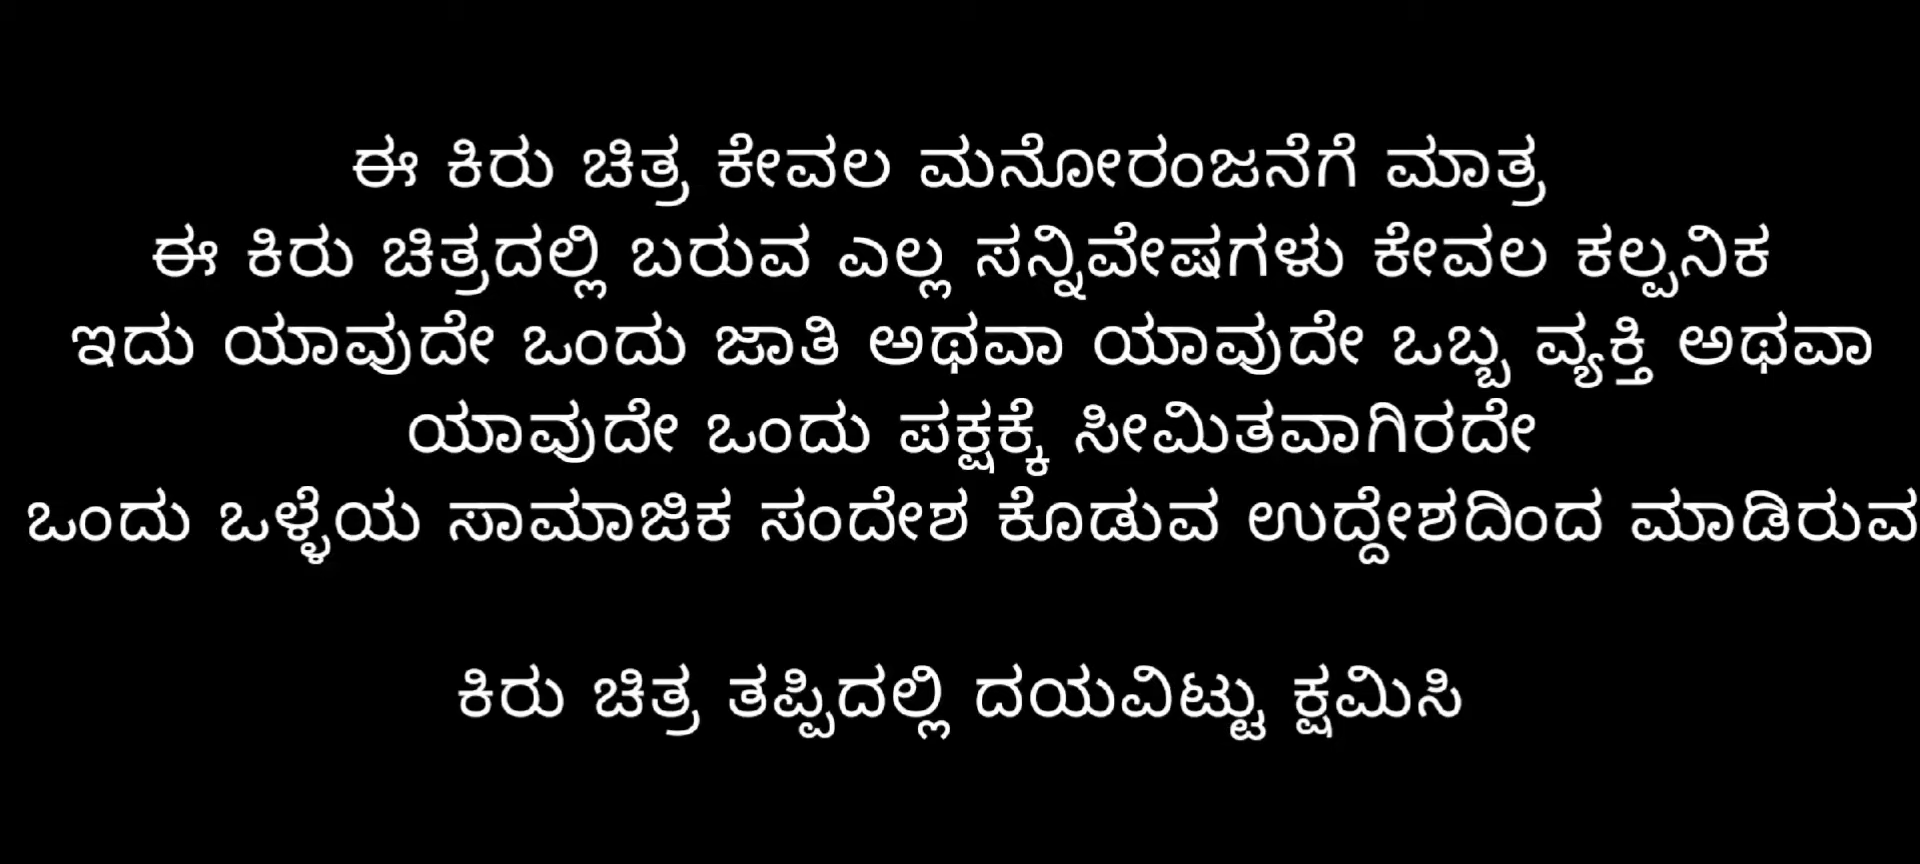 ಈ ಕಿರು ಚಿತ್ರ ಕೇವಲ ಮನೋರಂಜನೆಗೆ ಮಾತ್ರ
ಈ ಕಿರು ಚಿತ್ರದಲ್ಲಿ ಬರುವ ಎಲ್ಲ ಸನ್ನಿವೇಷಗಳು ಕೇವಲ ಕಲ್ಪನಿಕ
ಇದು ಯಾವುದೇ ಒಂದು ಜಾತಿ ಅಥವಾ ಯಾವುದೇ ಒಬ್ಬ ವ್ಯಕ್ತಿ ಅಥವಾ
ಯಾವುದೇ ಒಂದು ಪಕ್ಷಕ್ಕೆ ಸೀಮಿತವಾಗಿರದೇ
ಒಂದು ಒಳ್ಳೆಯ ಸಾಮಾಜಿಕ ಸಂದೇಶ ಕೊಡುವ ಉದ್ದೇಶದಿಂದ ಮಾಡಿರುವ
ಕಿರು ಚಿತ್ರ ತಪ್ಪಿದಲ್ಲಿ ದಯವಿಟ್ಟು ಕ್ಷಮಿಸಿ